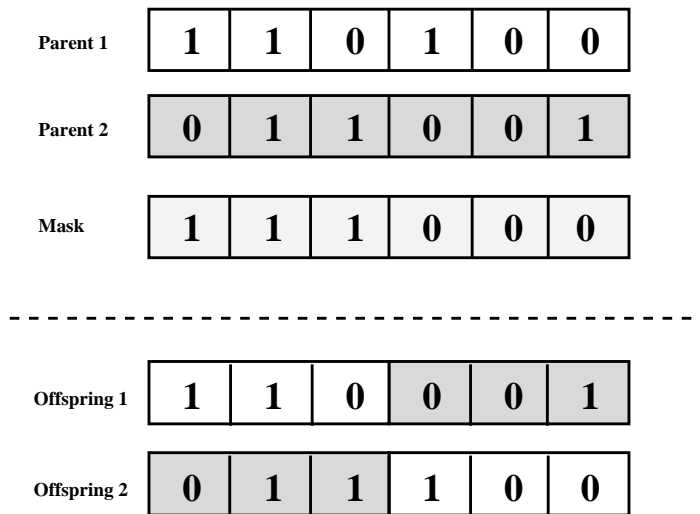 Parent 1 1 1 0 1 0 0
Parent 2 0 1 1 0 0 1
Mask 1 1 1 0 0 0
Offspring 1 1 1 0 0 0 1
Offspring 2 0 1 1 1 0 0